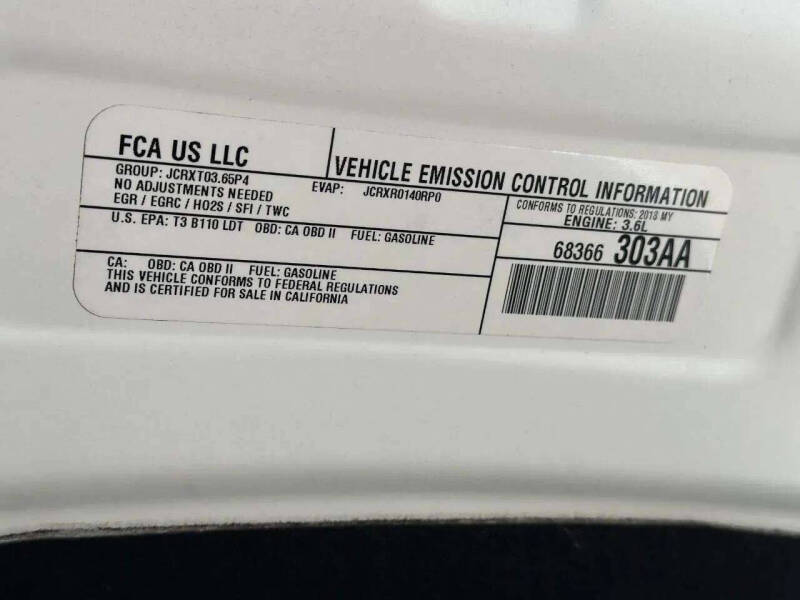 FCA US LLC
VEHICLE EMISSION CONTROL INFORMATION
GROUP: JCRXT03.65P4 EVAP: JCRXR0140RP0
NO ADJUSTMENTS NEEDED
EGR / EGRC / HO2S / SFI / TWC
CONFORMS TO REGULATIONS: 2018 MY
ENGINE: 3.6L
U.S. EPA: T3 B110 LDT OBD: CA OBD II FUEL: GASOLINE
68366 303AA
CA: OBD: CA OBD II FUEL: GASOLINE
THIS VEHICLE CONFORMS TO FEDERAL REGULATIONS
AND IS CERTIFIED FOR SALE IN CALIFORNIA